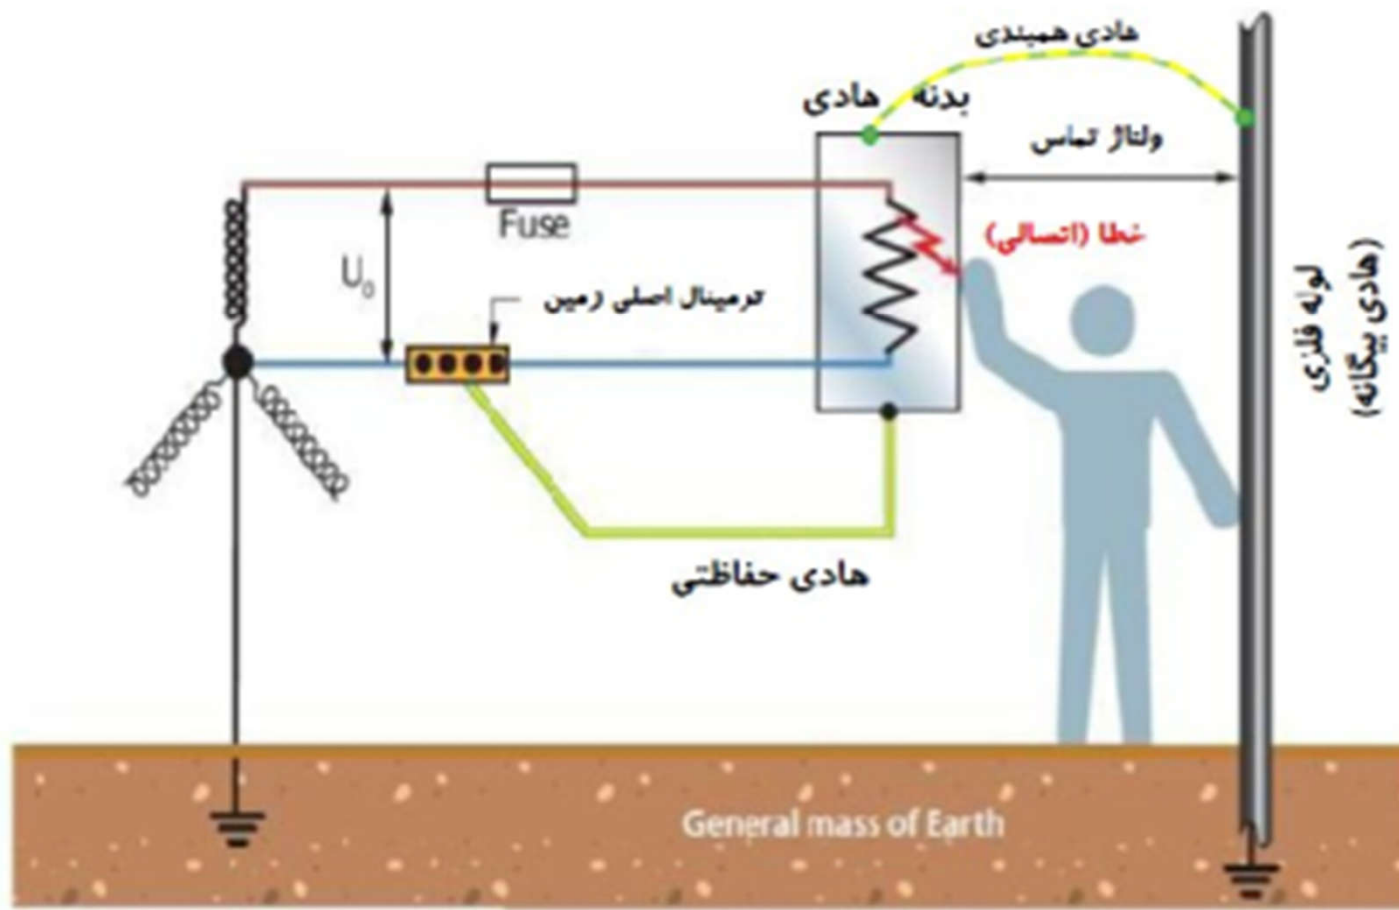 هادی همبندی
بدنه هادی
ولتاژ تماس
Fuse
خطا (اتصالی)
U₀
ترمینال اصلی زمین
لوله فلزی
(هادی بیگانه)
هادی حفاظتی
General mass of Earth